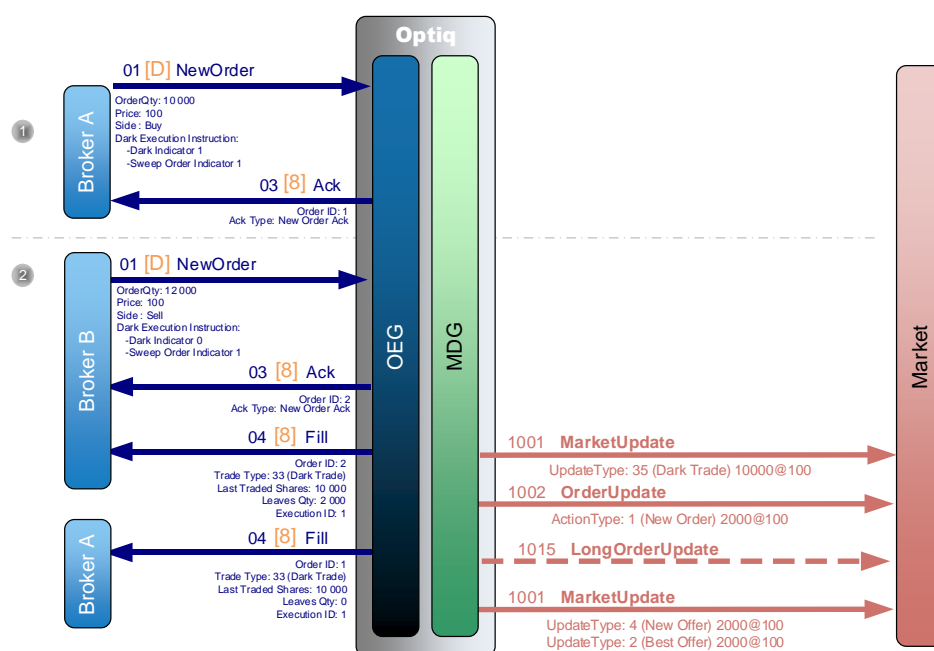 Optiq
1
Broker A
01 [D] NewOrder
OrderQty: 10 000
Price: 100
Side : Buy
Dark Execution Instruction:
-Dark Indicator 1
-Sweep Order Indicator 1
03 [8] Ack
Order ID: 1
Ack Type: New Order Ack
2
Broker B
01 [D] NewOrder
OrderQty: 12 000
Price: 100
Side : Sell
Dark Execution Instruction:
-Dark Indicator 0
-Sweep Order Indicator 1
03 [8] Ack
Order ID: 2
Ack Type: New Order Ack
04 [8] Fill
Order ID: 2
Trade Type: 33 (Dark Trade)
Last Traded Shares: 10 000
Leaves Qty: 2 000
Execution ID: 1
Broker A
04 [8] Fill
Order ID: 1
Trade Type: 33 (Dark Trade)
Last Traded Shares: 10 000
Leaves Qty: 0
Execution ID: 1
OEG
MDG
1001 MarketUpdate
UpdateType: 35 (Dark Trade) 10000@100
1002 OrderUpdate
ActionType: 1 (New Order) 2000@100
1015 LongOrderUpdate
1001 MarketUpdate
UpdateType: 4 (New Offer) 2000@100
UpdateType: 2 (Best Offer) 2000@100
Market